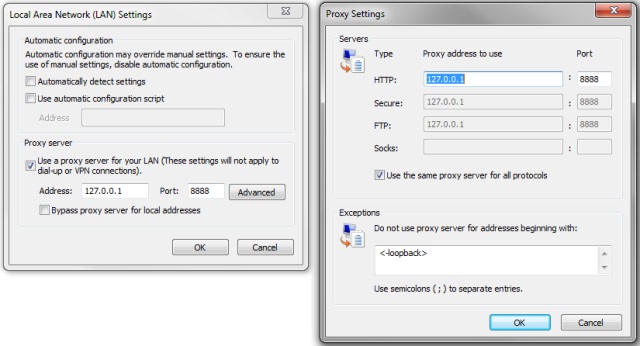 Local Area Network (LAN) Settings
Automatic configuration
Automatic configuration may override manual settings. To ensure the
use of manual settings, disable automatic configuration.
Automatically detect settings
Use automatic configuration script
Address
Proxy server
Use a proxy server for your LAN (These settings will not apply to
dial-up or VPN connections).
Address: 127.0.0.1 Port: 8888 Advanced
Bypass proxy server for local addresses
OK Cancel
Proxy Settings
Servers
Type Proxy address to use Port
HTTP: 127.0.0.1 : 8888
Secure: 127.0.0.1 : 8888
FTP: 127.0.0.1 : 8888
Socks: :
Use the same proxy server for all protocols
Exceptions
Do not use proxy server for addresses beginning with:
<-loopback>
Use semicolons ( ; ) to separate entries.
OK Cancel